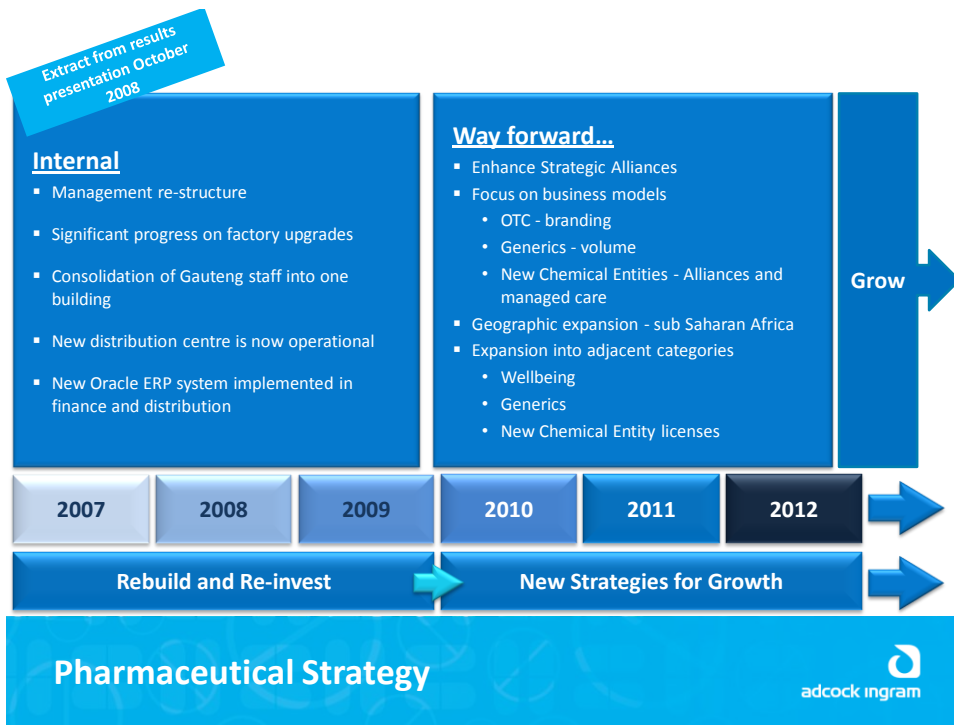 Extract from results
presentation October
2008
Internal
▪ Management re-structure
▪ Significant progress on factory upgrades
▪ Consolidation of Gauteng staff into one
building
▪ New distribution centre is now operational
▪ New Oracle ERP system implemented in
finance and distribution
Way forward…
▪ Enhance Strategic Alliances
▪ Focus on business models
• OTC - branding
• Generics - volume
• New Chemical Entities - Alliances and
managed care
▪ Geographic expansion - sub Saharan Africa
▪ Expansion into adjacent categories
• Wellbeing
• Generics
• New Chemical Entity licenses
Grow
2007 2008 2009 2010 2011 2012
Rebuild and Re-invest New Strategies for Growth
Pharmaceutical Strategy
adcock ingram